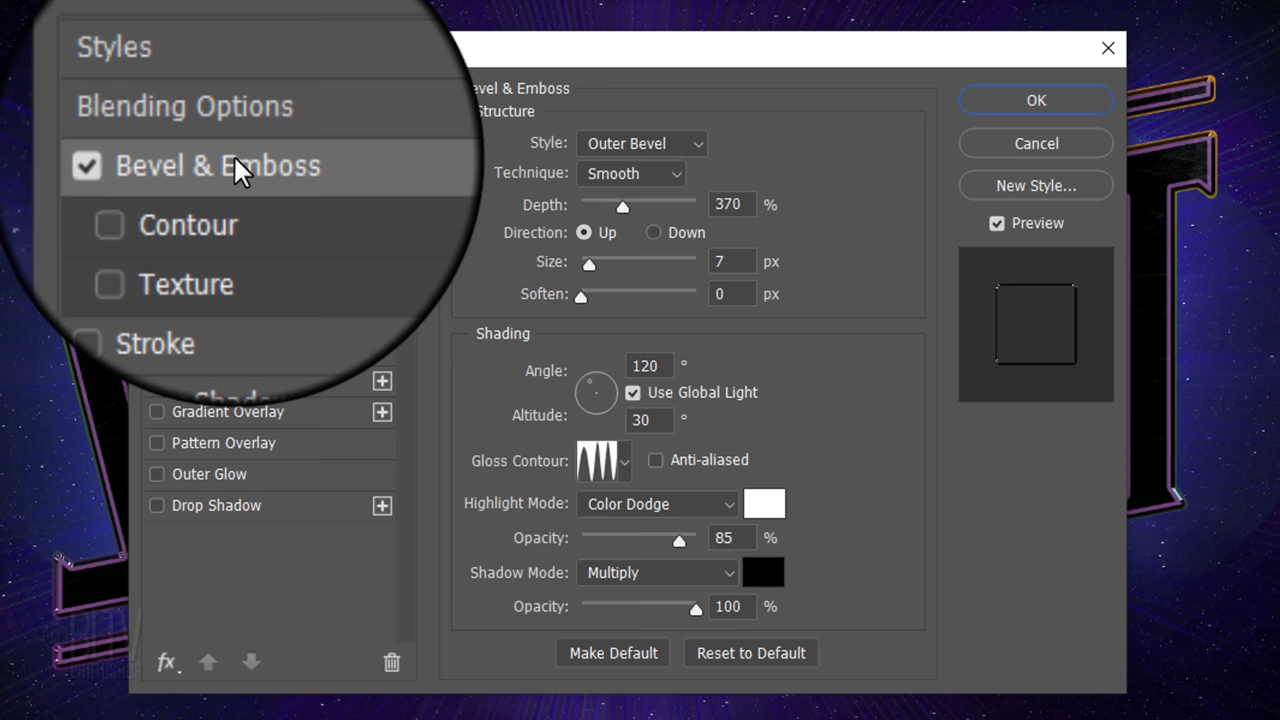 Styles
Blending Options
Bevel & Emboss
Contour
Texture
Stroke
Gradient Overlay
Pattern Overlay
Outer Glow
Drop Shadow
fx
evel & Emboss
Structure
Style: Outer Bevel
Technique: Smooth
Depth: 370 %
Direction: Up Down
Size: 7 px
Soften: 0 px
Shading
Angle: 120 °
Use Global Light
Altitude: 30 °
Gloss Contour: Anti-aliased
Highlight Mode: Color Dodge
Opacity: 85 %
Shadow Mode: Multiply
Opacity: 100 %
Make Default Reset to Default
OK
Cancel
New Style...
Preview